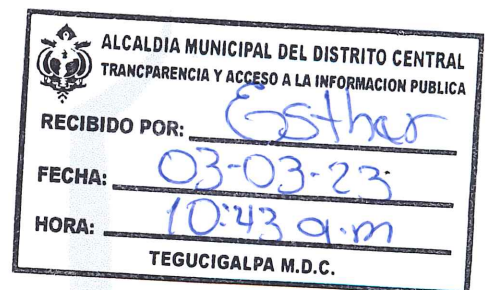 ALCALDIA MUNICIPAL DEL DISTRITO CENTRAL
TRANCPARENCIA Y ACCESO A LA INFORMACION PUBLICA
RECIBIDO POR: Esther
FECHA: 03-03-23
HORA: 10:43 a.m
TEGUCIGALPA M.D.C.